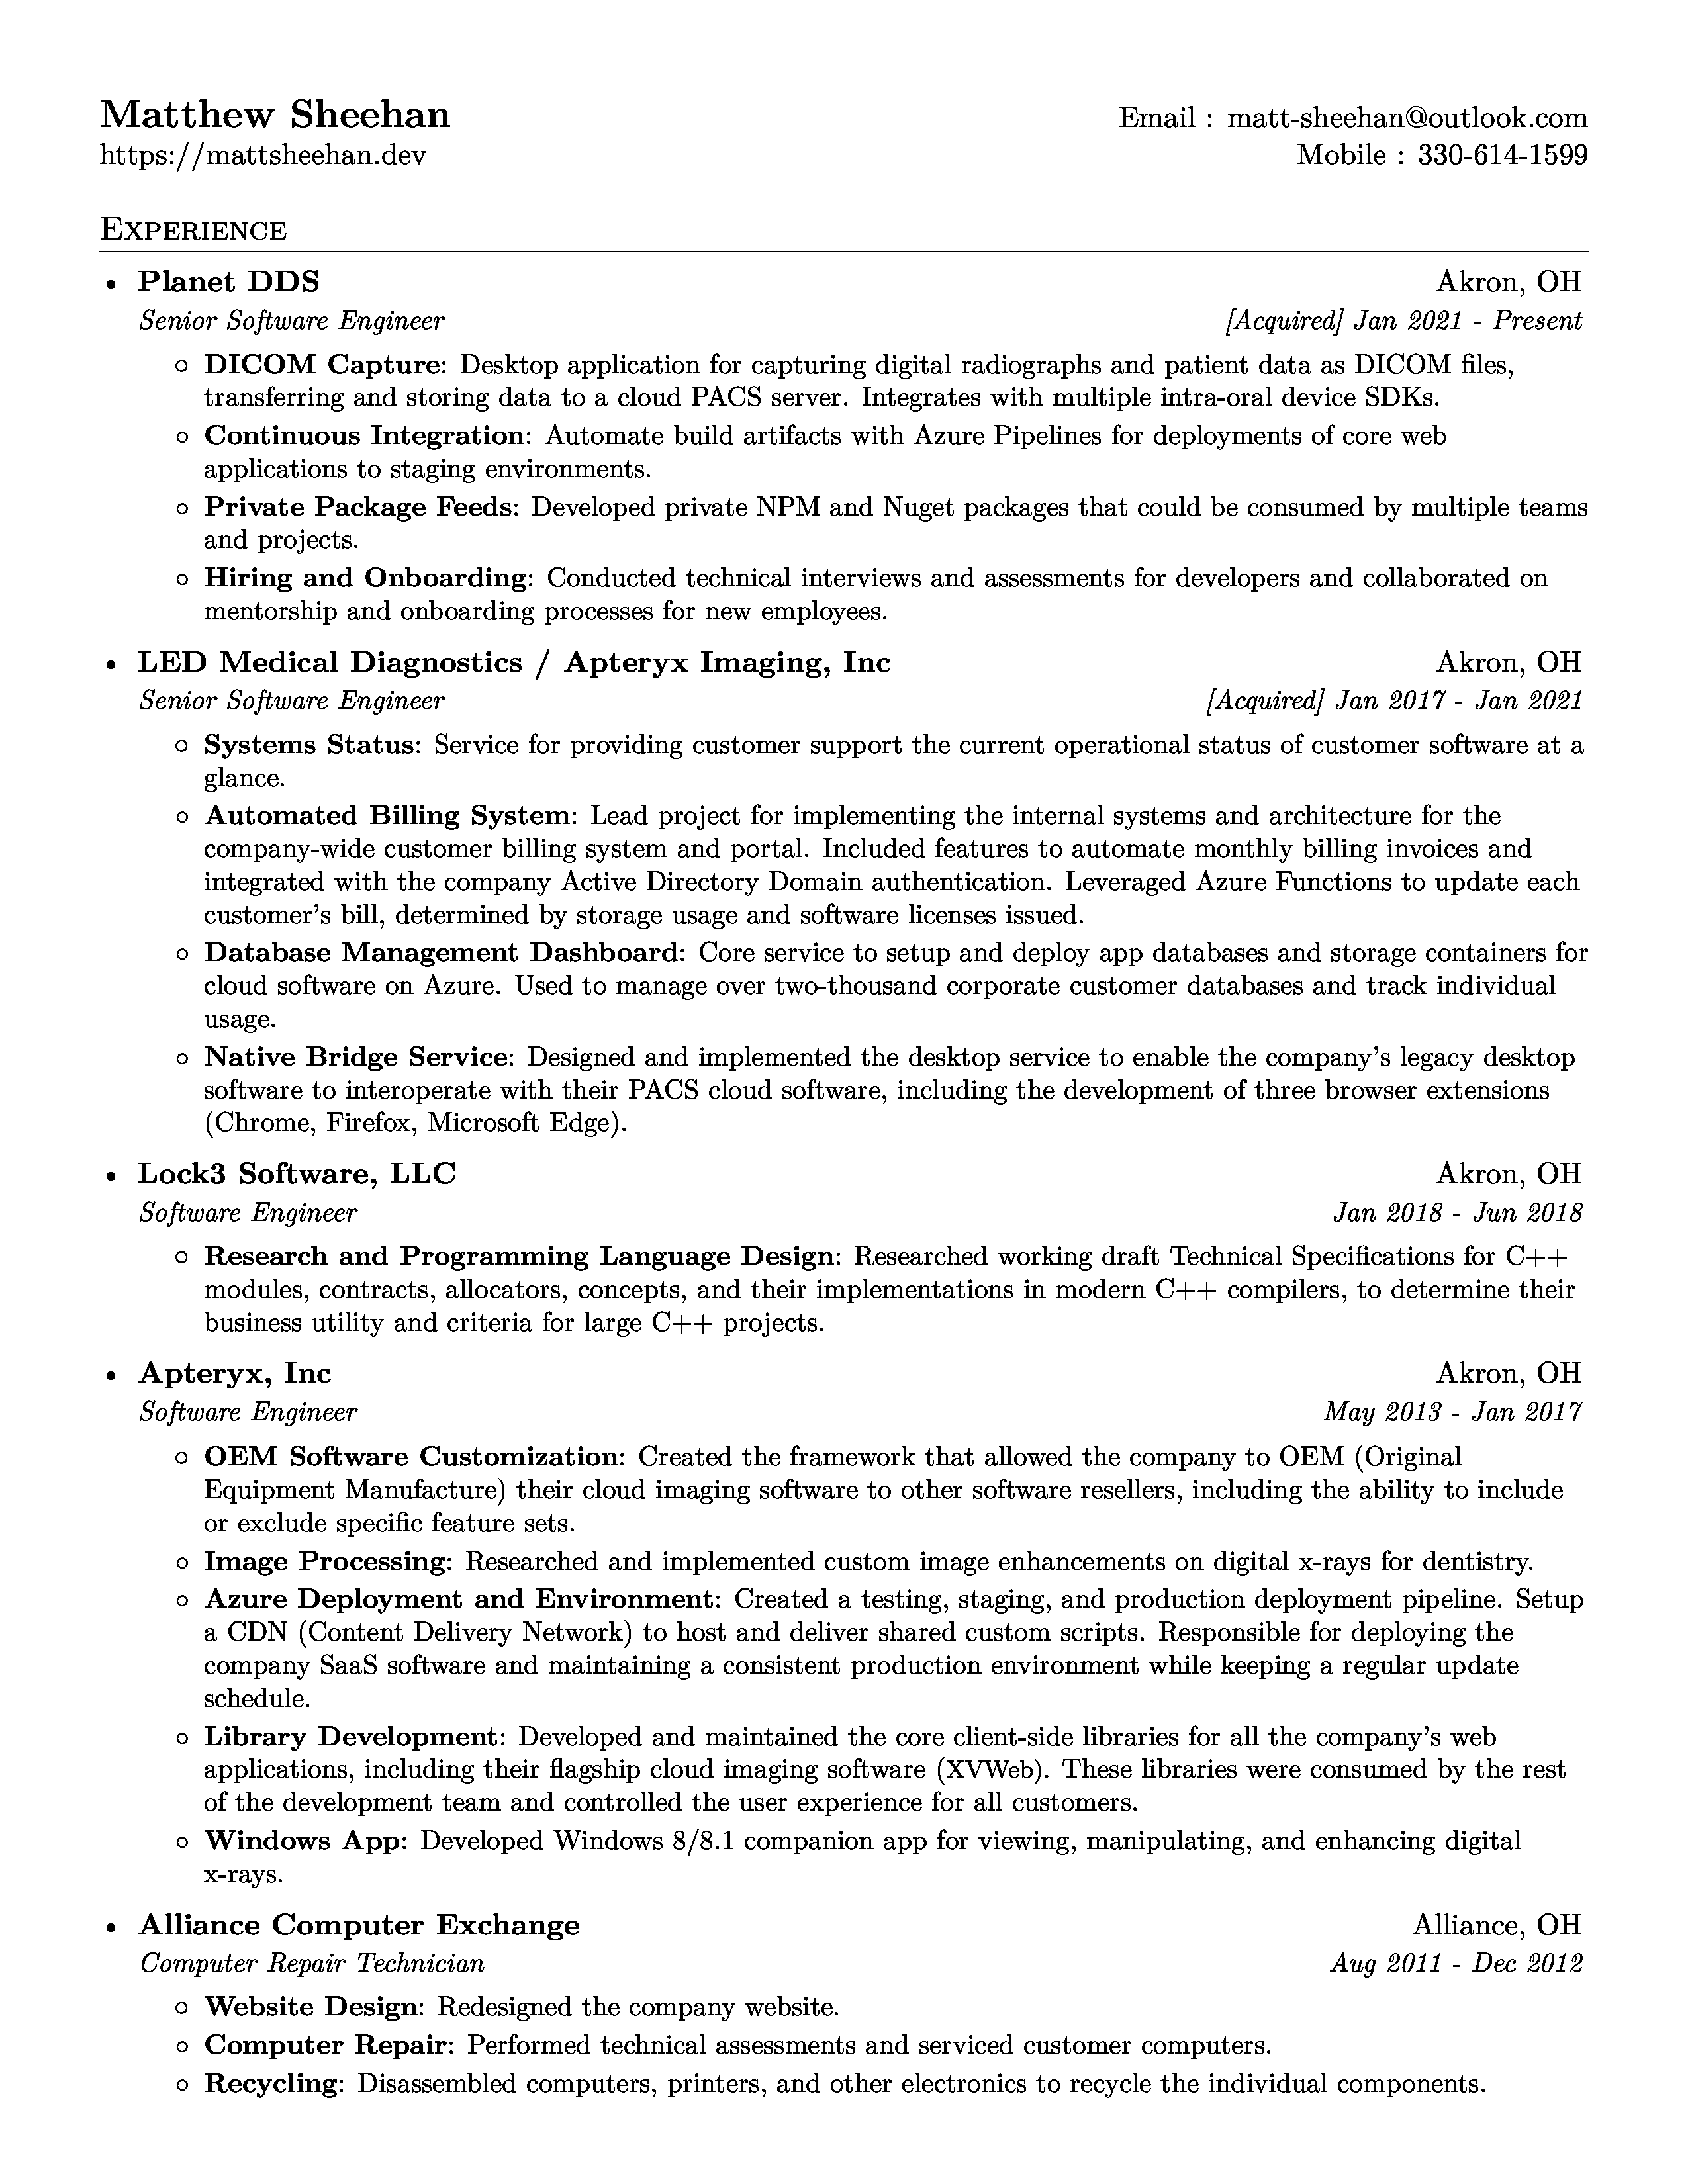 Matthew Sheehan Email : matt-sheehan@outlook.com
https://mattsheehan.dev Mobile : 330-614-1599
Experience
• Planet DDS Akron, OH
Senior Software Engineer [Acquired] Jan 2021 - Present
◦ DICOM Capture: Desktop application for capturing digital radiographs and patient data as DICOM files,
transferring and storing data to a cloud PACS server. Integrates with multiple intra-oral device SDKs.
◦ Continuous Integration: Automate build artifacts with Azure Pipelines for deployments of core web
applications to staging environments.
◦ Private Package Feeds: Developed private NPM and Nuget packages that could be consumed by multiple teams
and projects.
◦ Hiring and Onboarding: Conducted technical interviews and assessments for developers and collaborated on
mentorship and onboarding processes for new employees.
• LED Medical Diagnostics / Apteryx Imaging, Inc Akron, OH
Senior Software Engineer [Acquired] Jan 2017 - Jan 2021
◦ Systems Status: Service for providing customer support the current operational status of customer software at a
glance.
◦ Automated Billing System: Lead project for implementing the internal systems and architecture for the
company-wide customer billing system and portal. Included features to automate monthly billing invoices and
integrated with the company Active Directory Domain authentication. Leveraged Azure Functions to update each
customer's bill, determined by storage usage and software licenses issued.
◦ Database Management Dashboard: Core service to setup and deploy app databases and storage containers for
cloud software on Azure. Used to manage over two-thousand corporate customer databases and track individual
usage.
◦ Native Bridge Service: Designed and implemented the desktop service to enable the company's legacy desktop
software to interoperate with their PACS cloud software, including the development of three browser extensions
(Chrome, Firefox, Microsoft Edge).
• Lock3 Software, LLC Akron, OH
Software Engineer Jan 2018 - Jun 2018
◦ Research and Programming Language Design: Researched working draft Technical Specifications for C++
modules, contracts, allocators, concepts, and their implementations in modern C++ compilers, to determine their
business utility and criteria for large C++ projects.
• Apteryx, Inc Akron, OH
Software Engineer May 2013 - Jan 2017
◦ OEM Software Customization: Created the framework that allowed the company to OEM (Original
Equipment Manufacture) their cloud imaging software to other software resellers, including the ability to include
or exclude specific feature sets.
◦ Image Processing: Researched and implemented custom image enhancements on digital x-rays for dentistry.
◦ Azure Deployment and Environment: Created a testing, staging, and production deployment pipeline. Setup
a CDN (Content Delivery Network) to host and deliver shared custom scripts. Responsible for deploying the
company SaaS software and maintaining a consistent production environment while keeping a regular update
schedule.
◦ Library Development: Developed and maintained the core client-side libraries for all the company's web
applications, including their flagship cloud imaging software (XVWeb). These libraries were consumed by the rest
of the development team and controlled the user experience for all customers.
◦ Windows App: Developed Windows 8/8.1 companion app for viewing, manipulating, and enhancing digital
x-rays.
• Alliance Computer Exchange Alliance, OH
Computer Repair Technician Aug 2011 - Dec 2012
◦ Website Design: Redesigned the company website.
◦ Computer Repair: Performed technical assessments and serviced customer computers.
◦ Recycling: Disassembled computers, printers, and other electronics to recycle the individual components.